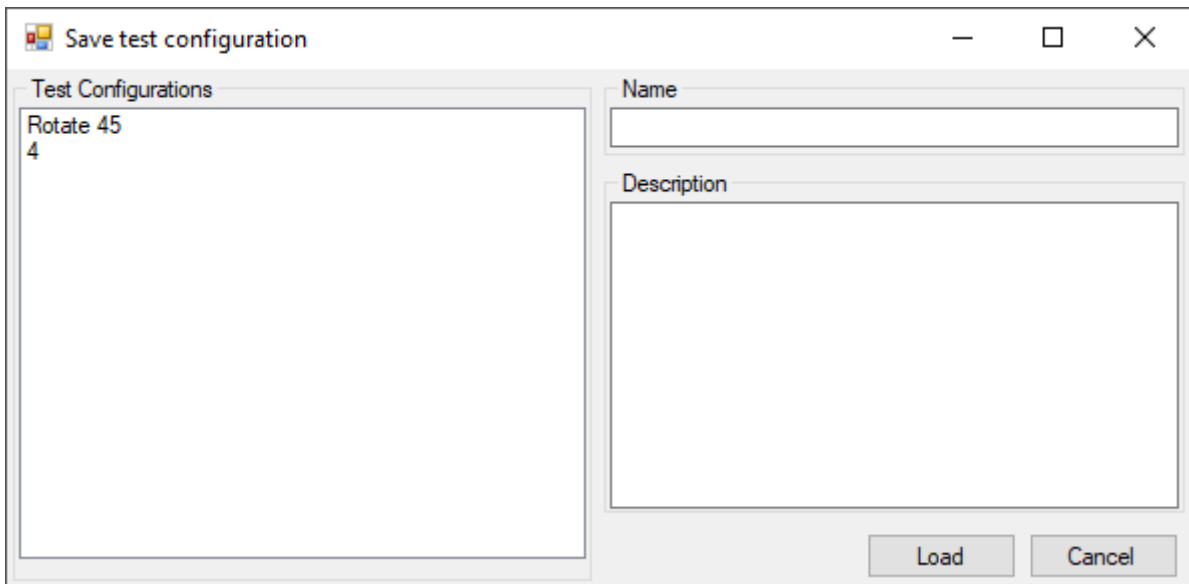 Save test configuration
Test Configurations
Rotate 45
4
Name
Description
Load
Cancel